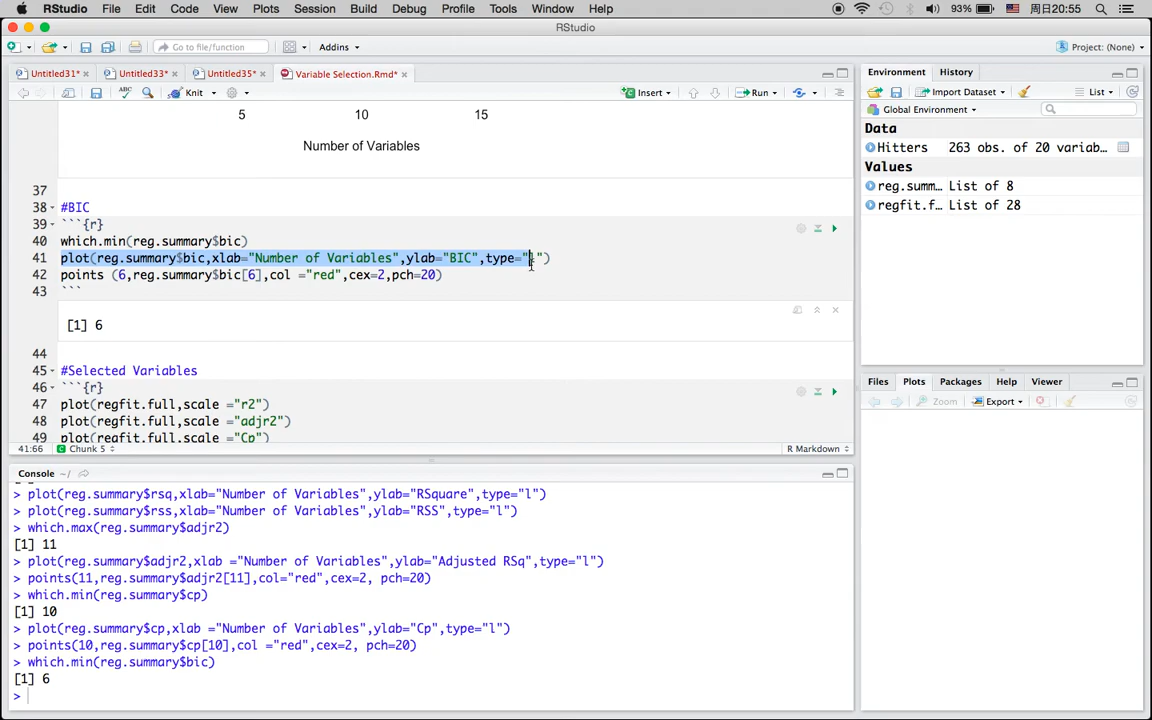 RStudio File Edit Code View Plots Session Build Debug Profile Tools Window Help 93% 周日20:55
RStudio
Go to file/function Addins Project: (None)
Untitled31* Untitled33* Untitled35* Variable Selection.Rmd*
Knit Insert Run
5 10 15
Number of Variables
37
38 #BIC
39 ```{r}
40 which.min(reg.summary$bic)
41 plot(reg.summary$bic,xlab="Number of Variables",ylab="BIC",type="l")
42 points (6,reg.summary$bic[6],col ="red",cex=2,pch=20)
43 ```
[1] 6
44
45 #Selected Variables
46 ```{r}
47 plot(regfit.full,scale ="r2")
48 plot(regfit.full,scale ="adjr2")
49 plot(regfit.full,scale ="Cp")
41:66 Chunk 5 R Markdown
Console ~/
> plot(reg.summary$rsq,xlab="Number of Variables",ylab="RSquare",type="l")
> plot(reg.summary$rss,xlab="Number of Variables",ylab="RSS",type="l")
> which.max(reg.summary$adjr2)
[1] 11
> plot(reg.summary$adjr2,xlab ="Number of Variables",ylab="Adjusted RSq",type="l")
> points(11,reg.summary$adjr2[11],col="red",cex=2, pch=20)
> which.min(reg.summary$cp)
[1] 10
> plot(reg.summary$cp,xlab ="Number of Variables",ylab="Cp",type="l")
> points(10,reg.summary$cp[10],col ="red",cex=2, pch=20)
> which.min(reg.summary$bic)
[1] 6
>
Environment History
Import Dataset List
Global Environment
Data
Hitters 263 obs. of 20 variab…
Values
reg.summ… List of 8
regfit.f… List of 28
Files Plots Packages Help Viewer
Zoom Export